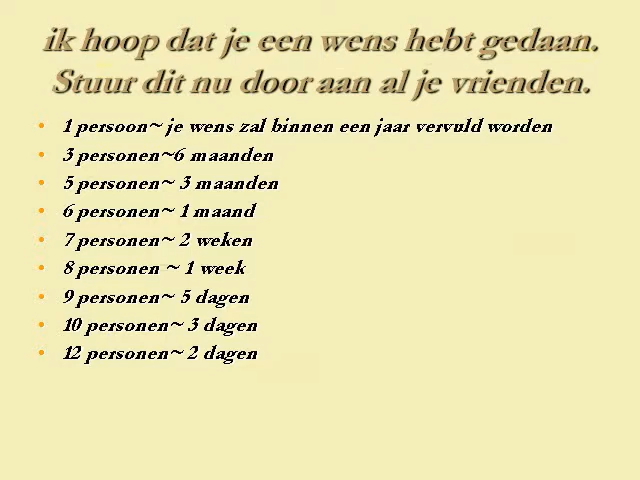 ik hoop dat je een wens hebt gedaan.
Stuur dit nu door aan al je vrienden.
• 1 persoon~ je wens zal binnen een jaar vervuld worden
• 3 personen~6 maanden
• 5 personen~ 3 maanden
• 6 personen~ 1 maand
• 7 personen~ 2 weken
• 8 personen ~ 1 week
• 9 personen~ 5 dagen
• 10 personen~ 3 dagen
• 12 personen~ 2 dagen